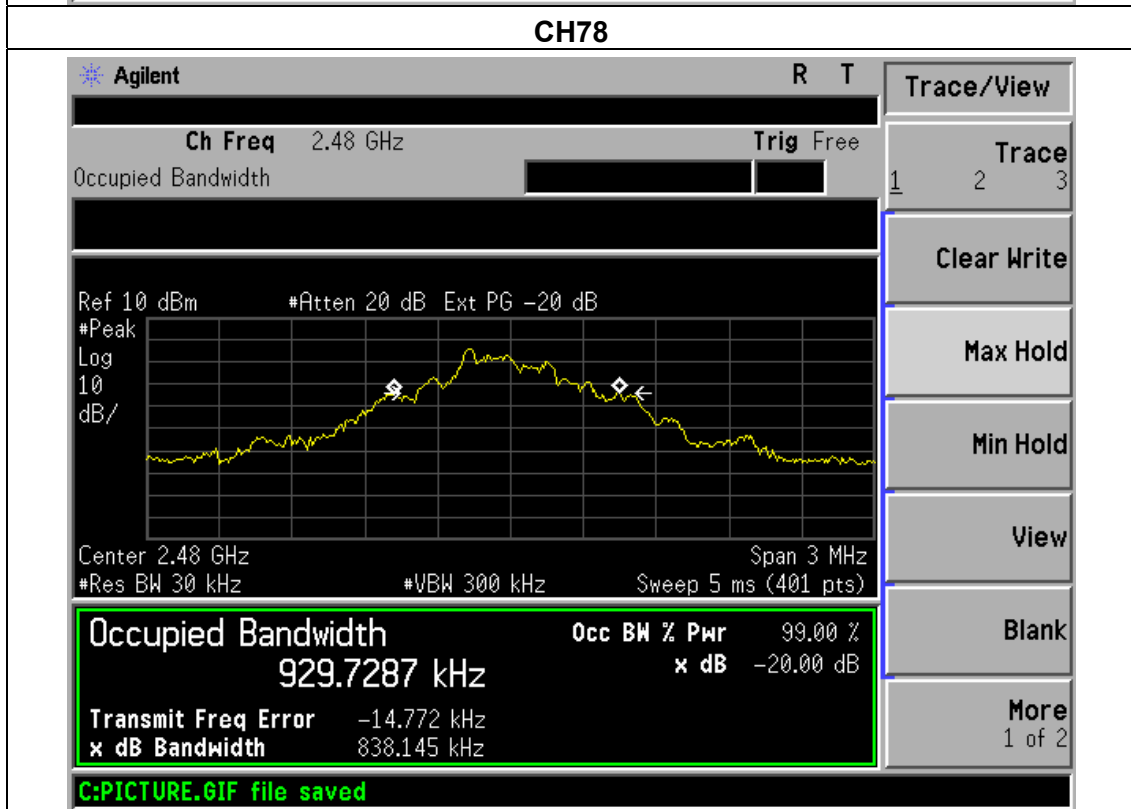 CH78
Agilent R T
Trace/View
Ch Freq 2.48 GHz Trig Free
Occupied Bandwidth
Trace
1 2 3
Clear Write
Ref 10 dBm #Atten 20 dB Ext PG -20 dB
#Peak
Log
10
dB/
Max Hold
Min Hold
View
Center 2.48 GHz Span 3 MHz
#Res BW 30 kHz #VBW 300 kHz Sweep 5 ms (401 pts)
Occupied Bandwidth Occ BW % Pwr 99.00 %
929.7287 kHz x dB -20.00 dB
Blank
Transmit Freq Error -14.772 kHz
x dB Bandwidth 838.145 kHz
More
1 of 2
C:PICTURE.GIF file saved